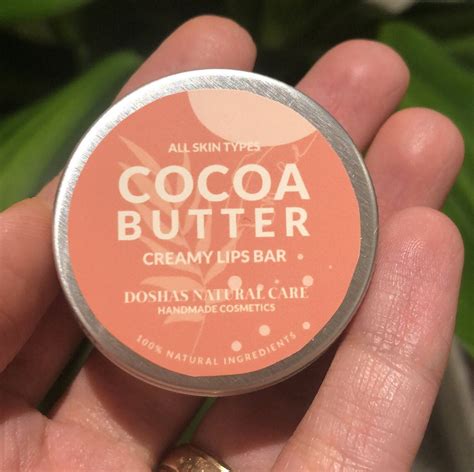 ALL SKIN TYPES
COCOA
BUTTER
CREAMY LIPS BAR
DOSHAS NATURAL CARE
HANDMADE COSMETICS
100% NATURAL INGREDIENTS